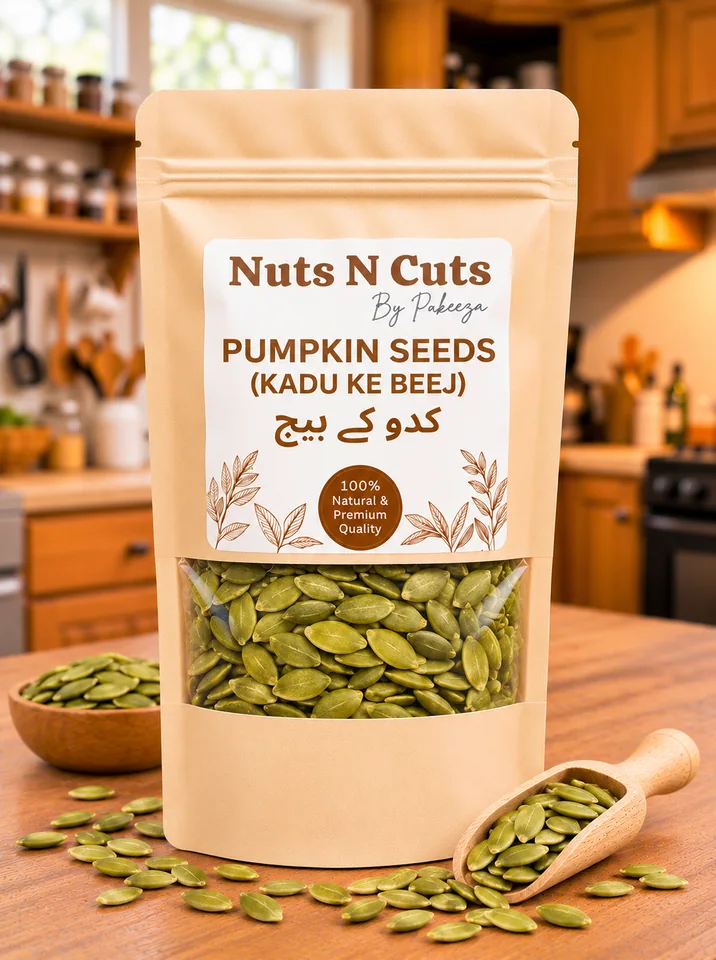 Nuts N Cuts
By Pakeeza
PUMPKIN SEEDS
(KADU KE BEEJ)
کدو کے بیج
100%
Natural &
Premium
Quality